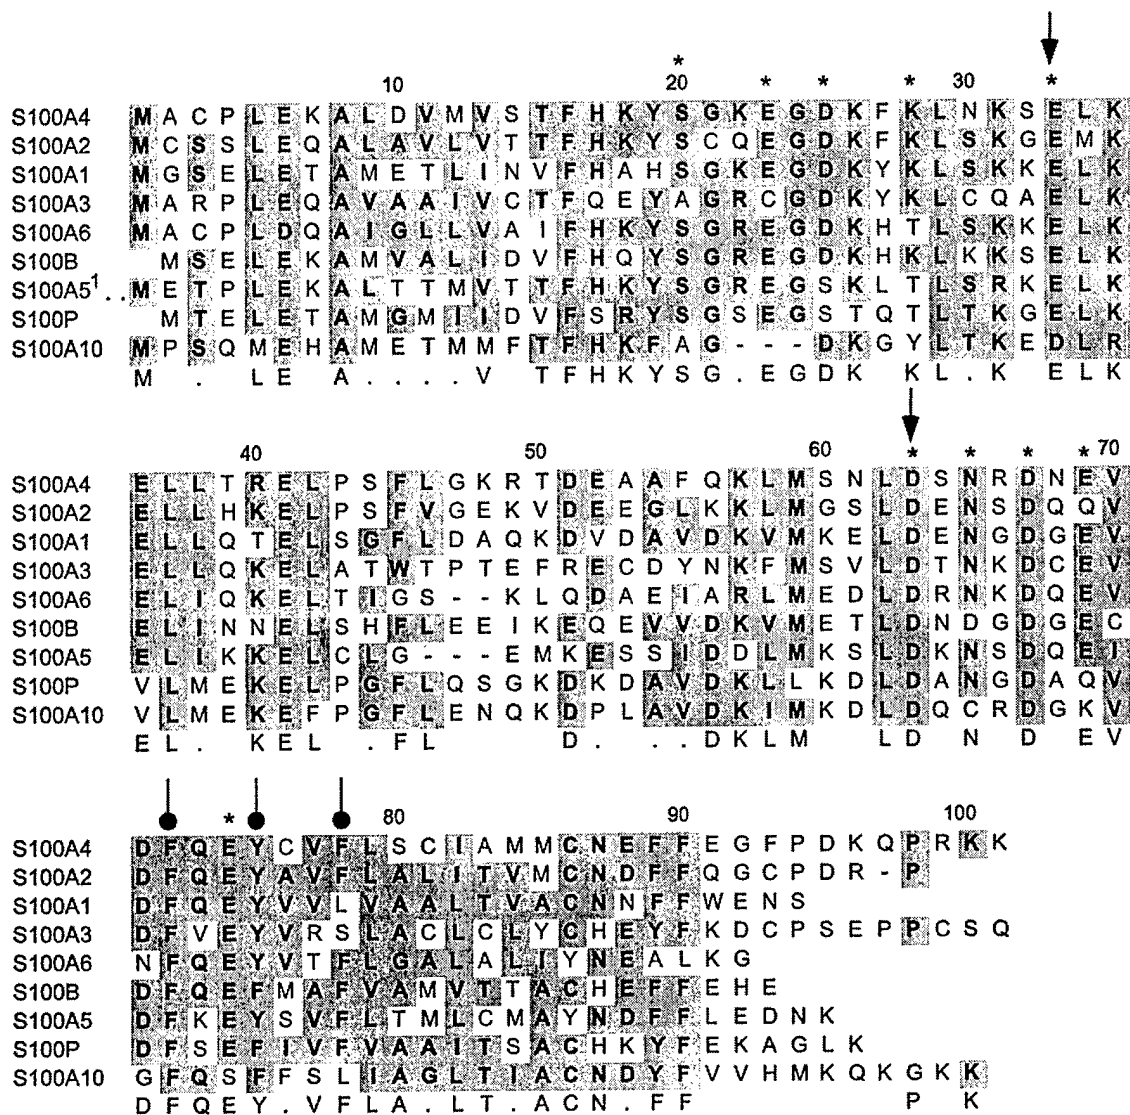 *
10 20 * * * 30 *
S100A4 M A C P L E K A L D V M V S T F H K Y S G K E G D K F K L N K S E L K
S100A2 M C S S L E Q A L A V L V T T F H K Y S C Q E G D K F K L S K G E M K
S100A1 M G S E L E T A M E T L I N V F H A H S G K E G D K Y K L S K K E L K
S100A3 M A R P L E Q A V A A I V C T F Q E Y A G R C G D K Y K L C Q A E L K
S100A6 M A C P L D Q A I G L L V A I F H K Y S G R E G D K H T L S K K E L K
S100B M S E L E K A M V A L I D V F H Q Y S G R E G D K H K L K K S E L K
S100A5¹ . . M E T P L E K A L T T M V T T F H K Y S G R E G S K L T L S R K E L K
S100P M T E L E T A M G M I I D V F S R Y S G S E G S T Q T L T K G E L K
S100A10 M P S Q M E H A M E T M M F T F H K F A G - - - D K G Y L T K E D L R
M . L E A . . . . V T F H K Y S G . E G D K K L . K E L K
40 50 60 * * * * 70
S100A4 E L L T R E L P S F L G K R T D E A A F Q K L M S N L D S N R D N E V
S100A2 E L L H K E L P S F V G E K V D E E G L K K L M G S L D E N S D Q Q V
S100A1 E L L Q T E L S G F L D A Q K D V D A V D K V M K E L D E N G D G E V
S100A3 E L L Q K E L A T W T P T E F R E C D Y N K F M S V L D T N K D C E V
S100A6 E L I Q K E L T I G S - - K L Q D A E I A R L M E D L D R N K D Q E V
S100B E L I N N E L S H F L E E I K E Q E V V D K V M E T L D N D G D G E C
S100A5 E L I K K E L C L G - - - E M K E S S I D D L M K S L D K N S D Q E I
S100P V L M E K E L P G F L Q S G K D K D A V D K L L K D L D A N G D A Q V
S100A10 V L M E K E F P G F L E N Q K D P L A V D K I M K D L D Q C R D G K V
E L . K E L . F L D . . . D K L M L D N D E V
* 80 90 100
S100A4 D F Q E Y C V F L S C I A M M C N E F F E G F P D K Q P R K K
S100A2 D F Q E Y A V F L A L I T V M C N D F F Q G C P D R - P
S100A1 D F Q E Y V V L V A A L T V A C N N F F W E N S
S100A3 D F V E Y V R S L A C L C L Y C H E Y F K D C P S E P P C S Q
S100A6 N F Q E Y V T F L G A L A L I Y N E A L K G
S100B D F Q E F M A F V A M V T T A C H E F F E H E
S100A5 D F K E Y S V F L T M L C M A Y N D F F L E D N K
S100P D F S E F I V F V A A I T S A C H K Y F E K A G L K
S100A10 G F Q S F F S L I A G L T I A C N D Y F V V H M K Q K G K K
D F Q E Y . V F L A . L T . A C N . F F P K